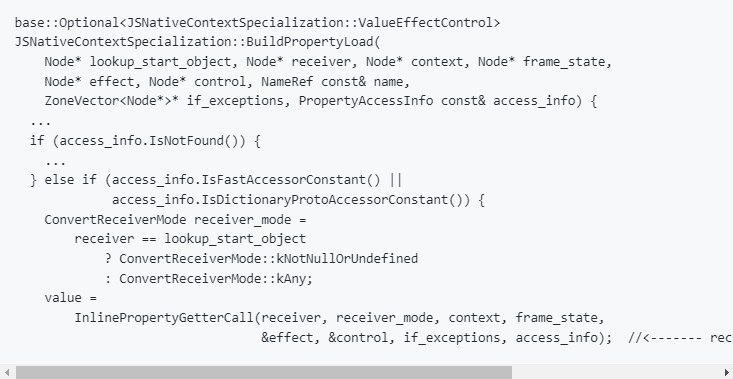 base::Optional<JSNativeContextSpecialization::ValueEffectControl>
JSNativeContextSpecialization::BuildPropertyLoad(
    Node* lookup_start_object, Node* receiver, Node* context, Node* frame_state,
    Node* effect, Node* control, NameRef const& name,
    ZoneVector<Node*>* if_exceptions, PropertyAccessInfo const& access_info) {
  ...
  if (access_info.IsNotFound()) {
    ...
  } else if (access_info.IsFastAccessorConstant() ||
             access_info.IsDictionaryProtoAccessorConstant()) {
    ConvertReceiverMode receiver_mode =
        receiver == lookup_start_object
            ? ConvertReceiverMode::kNotNullOrUndefined
            : ConvertReceiverMode::kAny;
    value =
        InlinePropertyGetterCall(receiver, receiver_mode, context, frame_state,
                                 &effect, &control, if_exceptions, access_info);  //<------- rec